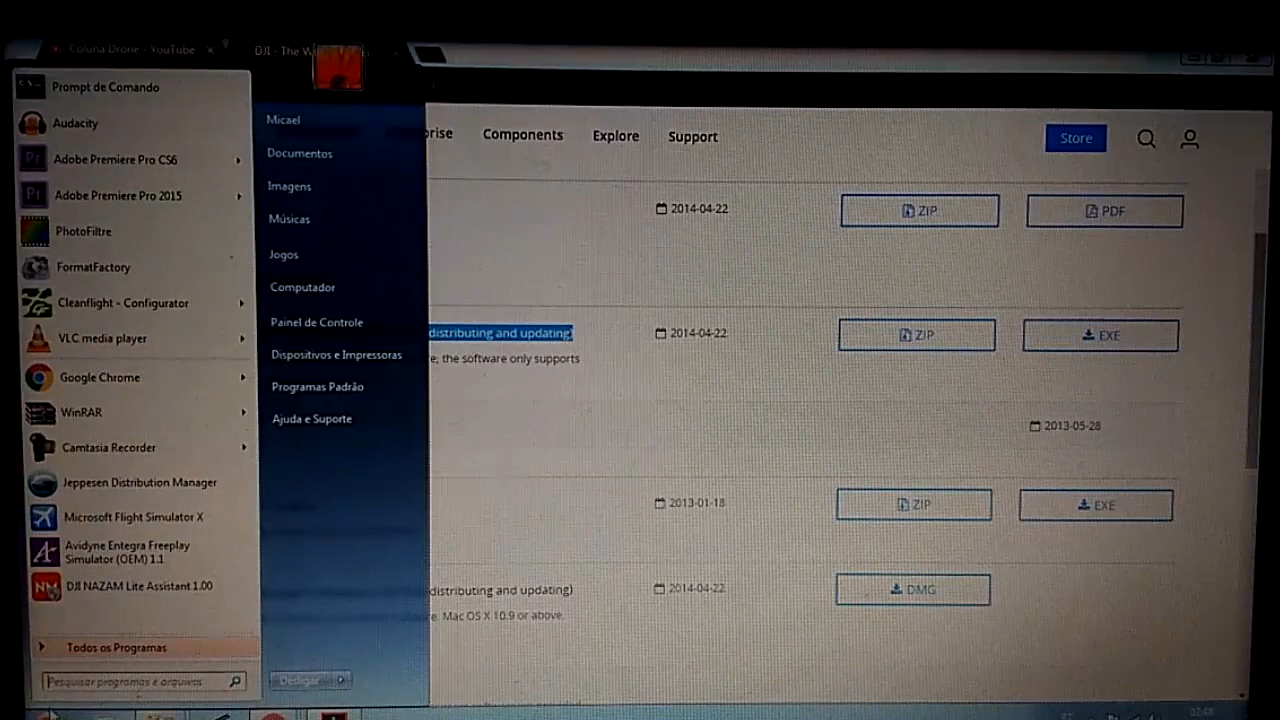 Coluna Drone - YouTube
DJI - The W
Prompt de Comando
Audacity
Adobe Premiere Pro CS6
Adobe Premiere Pro 2015
PhotoFiltre
FormatFactory
Cleanflight - Configurator
VLC media player
Google Chrome
WinRAR
Camtasia Recorder
Jeppesen Distribution Manager
Microsoft Flight Simulator X
Avidyne Entegra Freeplay
Simulator (OEM) 1.1
DJI NAZAM Lite Assistant 1.00
Todos os Programas
Pesquisar programas e arquivos
Micael
Documentos
Imagens
Músicas
Jogos
Computador
Painel de Controle
Dispositivos e Impressoras
Programas Padrão
Ajuda e Suporte
Desligar
rise Components Explore Support Store
2014-04-22 ZIP PDF
distributing and updating) 2014-04-22 ZIP EXE
e; the software only supports
2013-05-28
2013-01-18 ZIP EXE
distributing and updating) 2014-04-22 DMG
e. Mac OS X 10.9 or above.